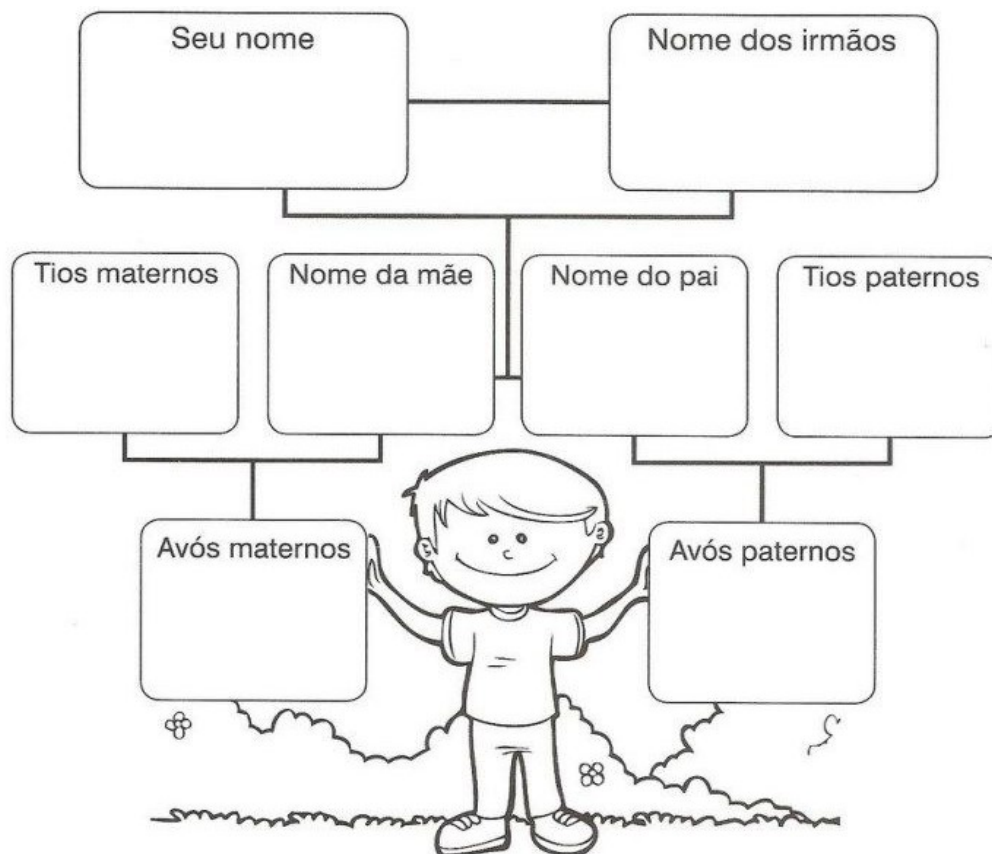 Seu nome
Nome dos irmãos
Tios maternos
Nome da mãe
Nome do pai
Tios paternos
Avós maternos
Avós paternos